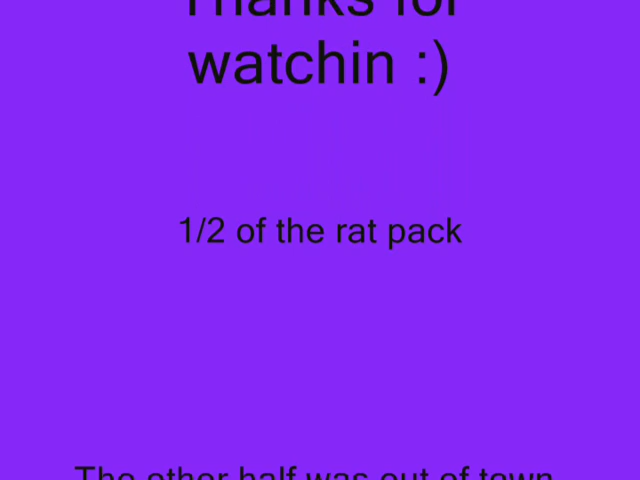 Thanks for
watchin :)
1/2 of the rat pack
The other half was out of town